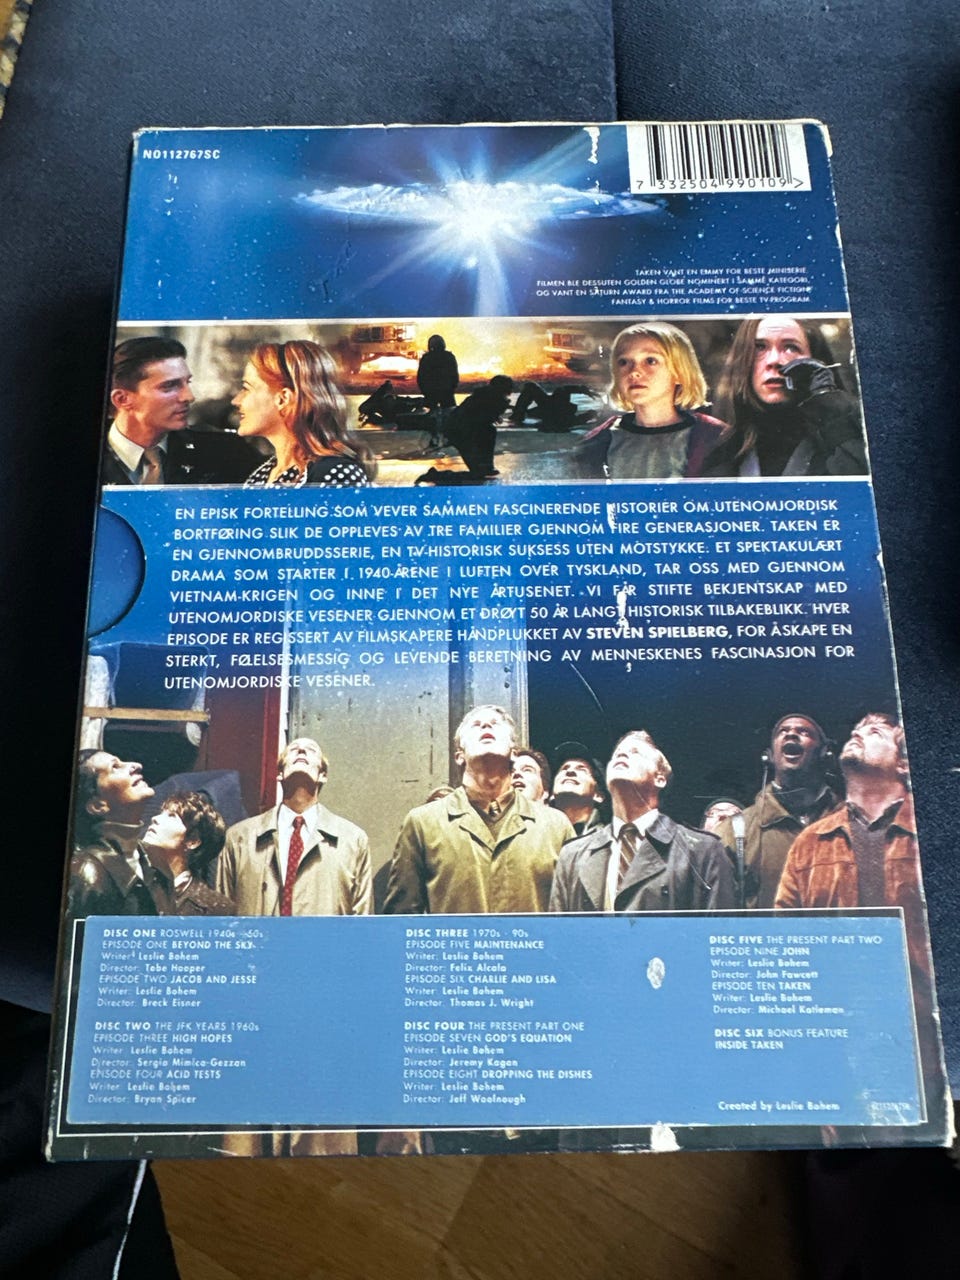 NO112767SC
7 332504 990109 >
TAKEN VANT EN EMMY FOR BESTE MINISERIE.
FILMEN BLE DESSUTEN GOLDEN GLOBE NOMINERT I SAMME KATEGORI,
OG VANT EN SATURN AWARD FRA THE ACADEMY OF SCIENCE FICTION
FANTASY & HORROR FILMS FOR BESTE TV-PROGRAM.
EN EPISK FORTELLING SOM VEVER SAMMEN FASCINERENDE HISTORIER OM UTENOMJORDISK
BORTFØRING SLIK DE OPPLEVES AV TRE FAMILIER GJENNOM FIRE GENERASJONER. TAKEN ER
EN GJENNOMBRUDDSSERIE, EN TV-HISTORISK SUKSESS UTEN MOTSTYKKE. ET SPEKTAKULÆRT
DRAMA SOM STARTER I 1940-ÅRENE I LUFTEN OVER TYSKLAND, TAR OSS MED GJENNOM
VIETNAM-KRIGEN OG INN I DET NYE ÅRTUSENET. VI FÅR STIFTE BEKJENTSKAP MED
UTENOMJORDISKE VESENER GJENNOM ET DRØYT 50 ÅR LANGT HISTORISK TILBAKEBLIKK. HVER
EPISODE ER REGISSERT AV FILMSKAPERE HÅNDPLUKKET AV STEVEN SPIELBERG, FOR Å SKAPE EN
STERKT, FØLELSESMESSIG OG LEVENDE BERETNING AV MENNESKENES FASCINASJON FOR
UTENOMJORDISKE VESENER.
DISC ONE ROSWELL 1940s - 50s
EPISODE ONE BEYOND THE SKY
Writer: Leslie Bohem
Director: Tobe Hooper
EPISODE TWO JACOB AND JESSE
Writer: Leslie Bohem
Director: Breck Eisner
DISC TWO THE JFK YEARS 1960s
EPISODE THREE HIGH HOPES
Writer: Leslie Bohem
Director: Sergio Mimica-Gezzan
EPISODE FOUR ACID TESTS
Writer: Leslie Bohem
Director: Bryan Spicer
DISC THREE 1970s - 90s
EPISODE FIVE MAINTENANCE
Writer: Leslie Bohem
Director: Felix Alcala
EPISODE SIX CHARLIE AND LISA
Writer: Leslie Bohem
Director: Thomas J. Wright
DISC FOUR THE PRESENT PART ONE
EPISODE SEVEN GOD'S EQUATION
Writer: Leslie Bohem
Director: Jeremy Kagan
EPISODE EIGHT DROPPING THE DISHES
Writer: Leslie Bohem
Director: Jeff Woolnough
DISC FIVE THE PRESENT PART TWO
EPISODE NINE JOHN
Writer: Leslie Bohem
Director: John Fawcett
EPISODE TEN TAKEN
Writer: Leslie Bohem
Director: Michael Katleman
DISC SIX BONUS FEATURE
INSIDE TAKEN
Created by Leslie Bohem